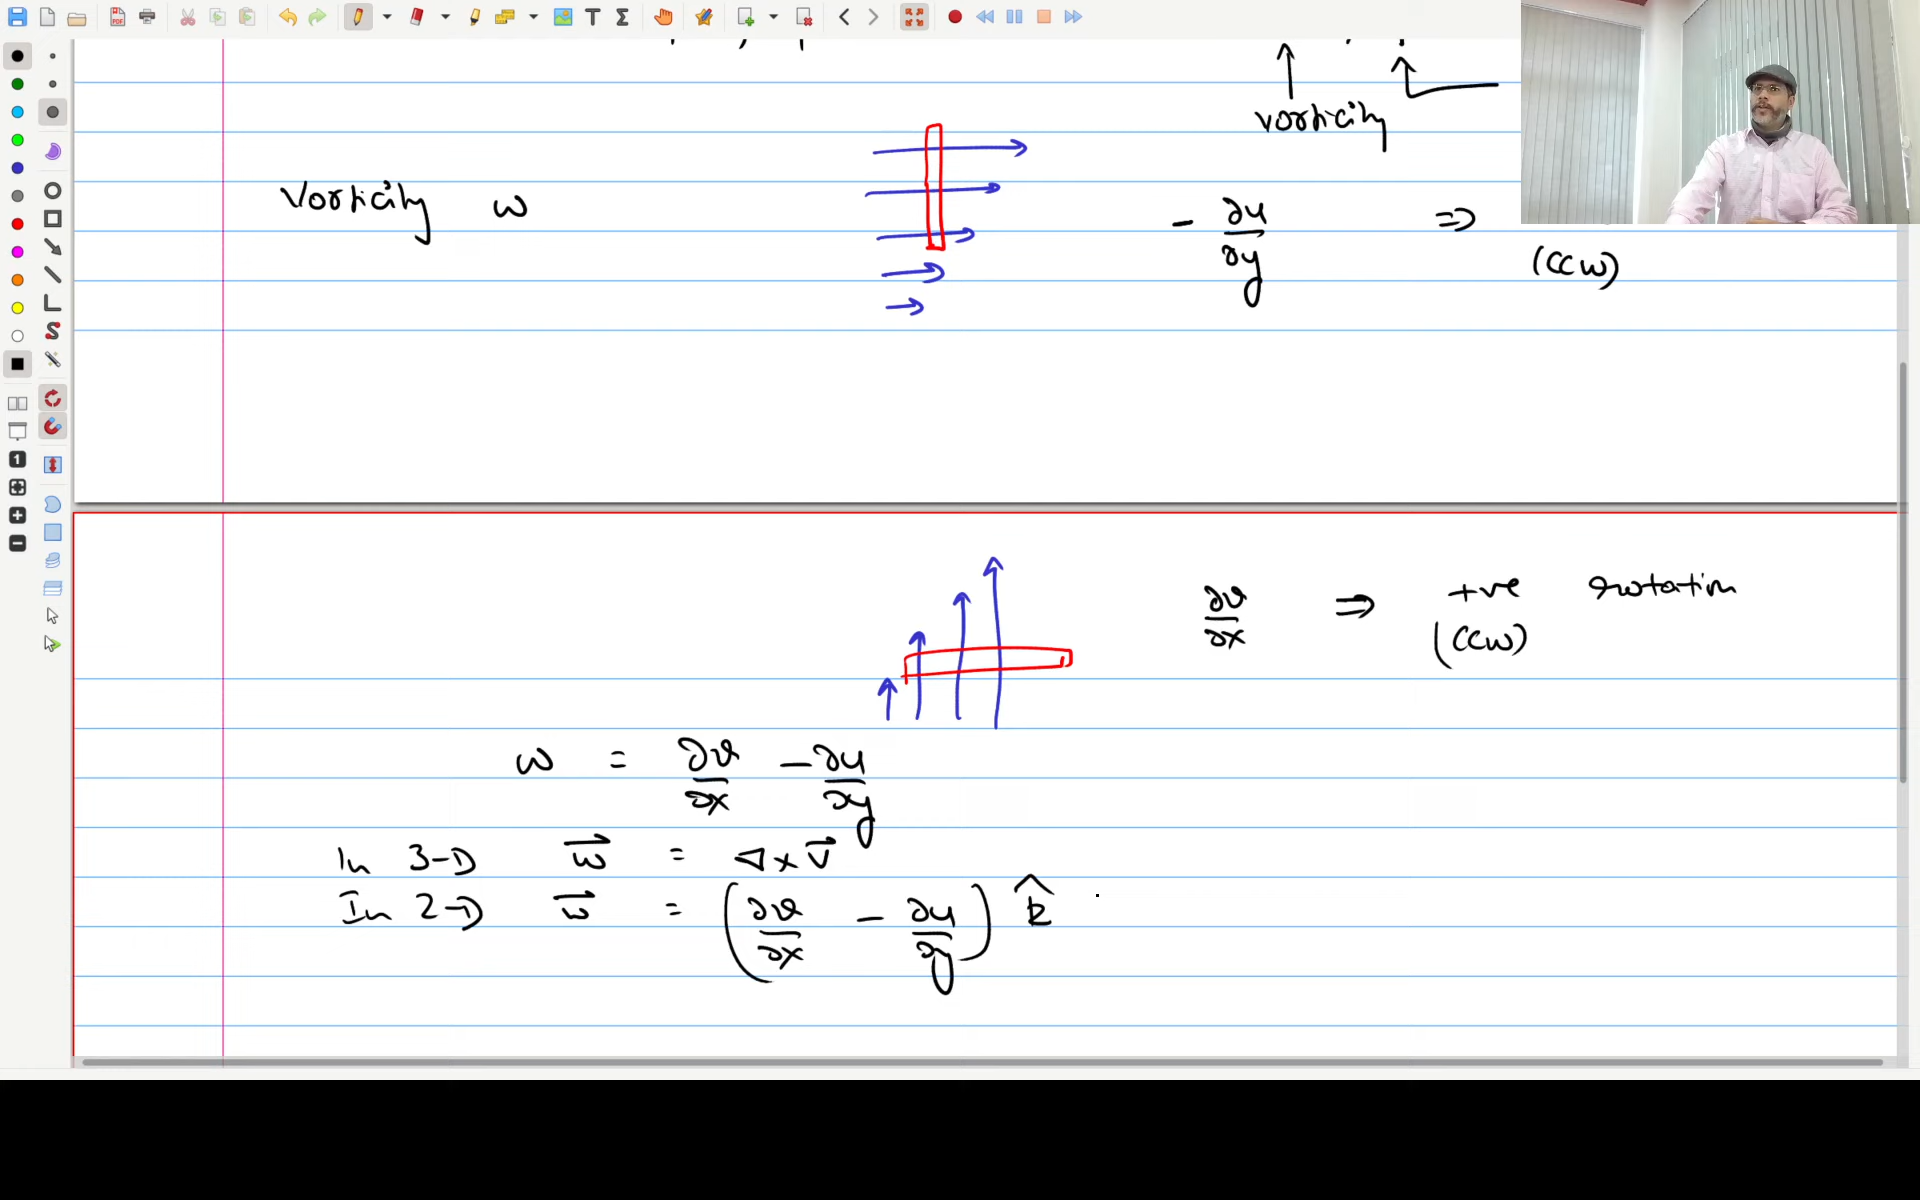 vorticity
Vorticity ω
- ∂u/∂y ⇒
(CCW)
∂v/∂x ⇒ +ve rotation
(CCW)
ω = ∂v/∂x - ∂u/∂y
In 3-D ω⃗ = ∇ × V⃗
In 2-D ω⃗ = (∂v/∂x - ∂u/∂y) k̂